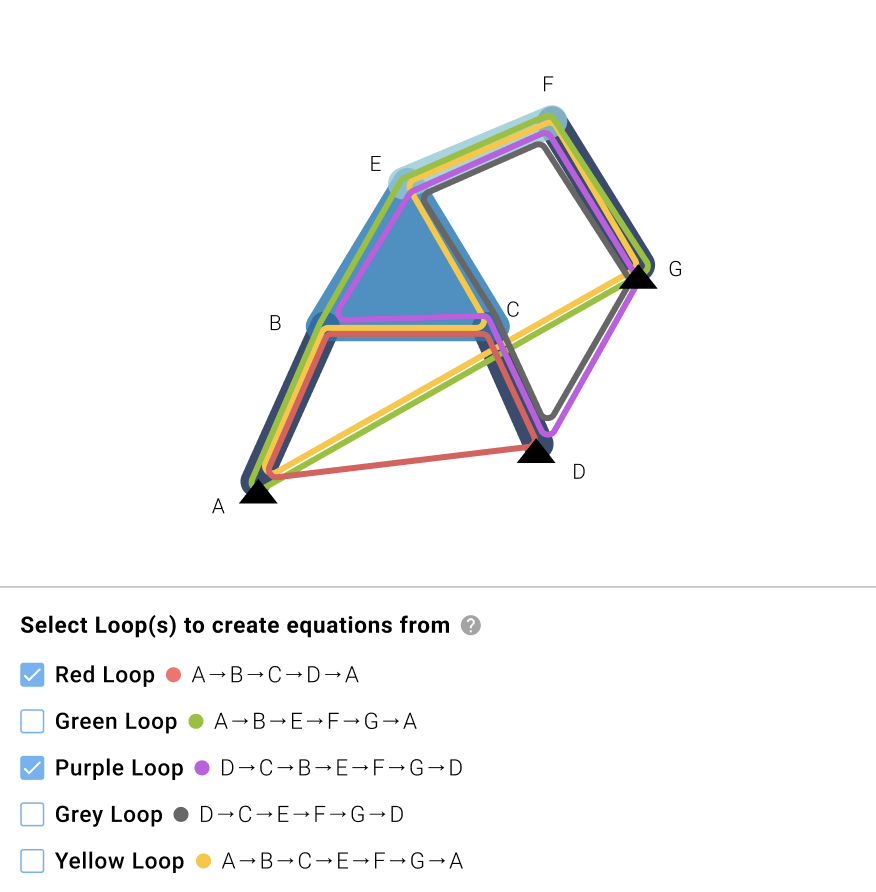 F
E
G
C
B
D
A
Select Loop(s) to create equations from ?
Red Loop A→B→C→D→A
Green Loop A→B→E→F→G→A
Purple Loop D→C→B→E→F→G→D
Grey Loop D→C→E→F→G→D
Yellow Loop A→B→C→E→F→G→A